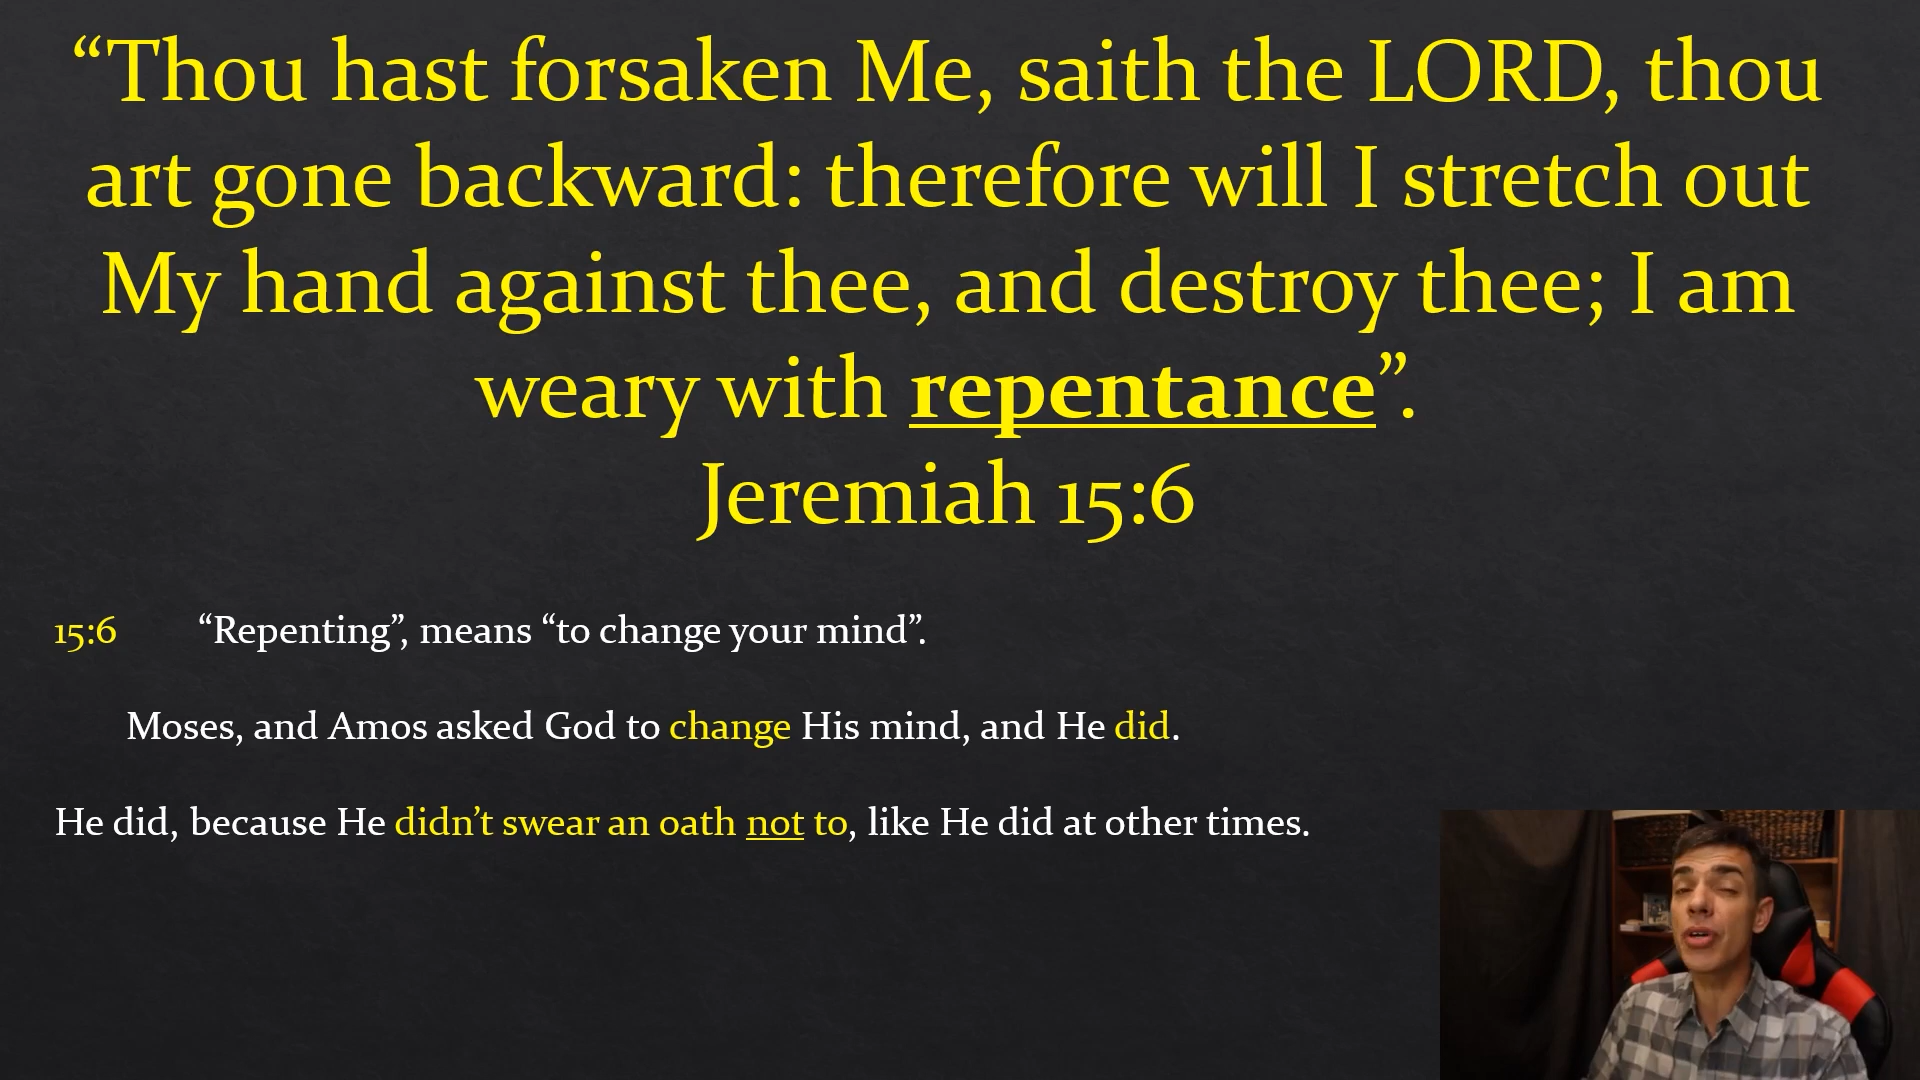 “Thou hast forsaken Me, saith the LORD, thou
art gone backward: therefore will I stretch out
My hand against thee, and destroy thee; I am
weary with repentance”.
Jeremiah 15:6
15:6 “Repenting”, means “to change your mind”.
Moses, and Amos asked God to change His mind, and He did.
He did, because He didn’t swear an oath not to, like He did at other times.